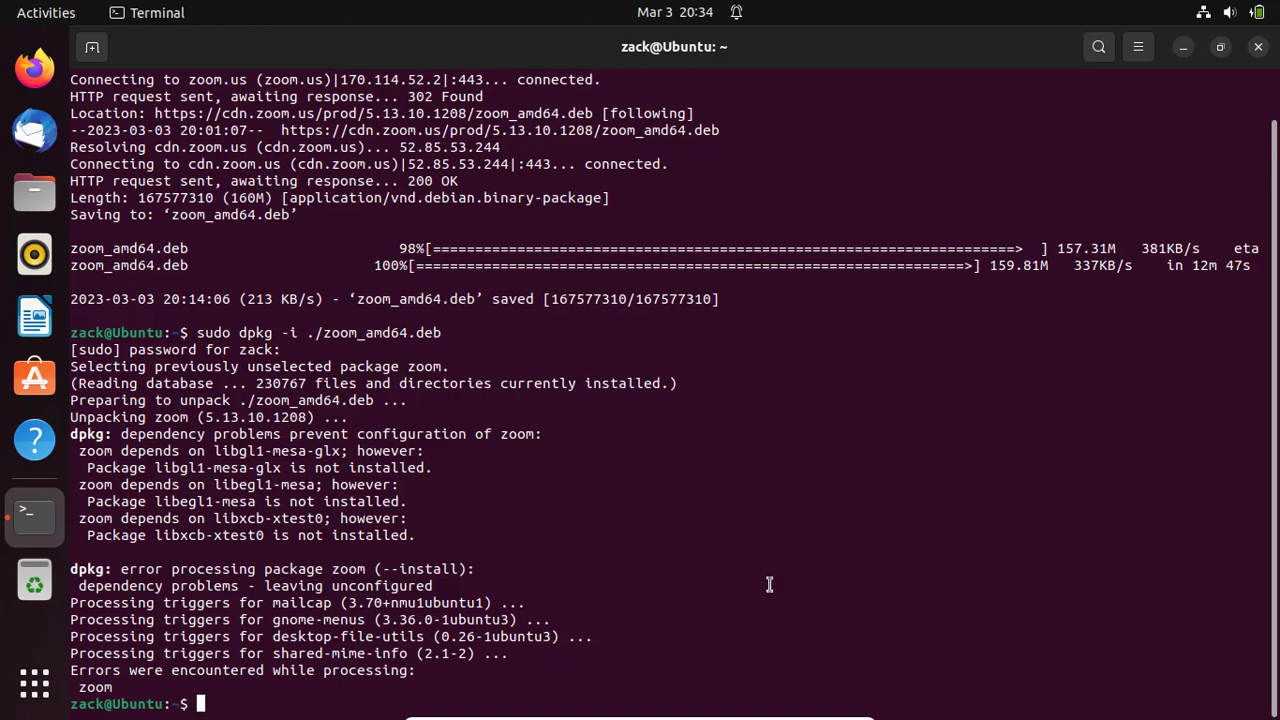 Activities
Terminal
Mar 3 20:34
zack@Ubuntu: ~
Connecting to zoom.us (zoom.us)|170.114.52.2|:443... connected.
HTTP request sent, awaiting response... 302 Found
Location: https://cdn.zoom.us/prod/5.13.10.1208/zoom_amd64.deb [following]
--2023-03-03 20:01:07--  https://cdn.zoom.us/prod/5.13.10.1208/zoom_amd64.deb
Resolving cdn.zoom.us (cdn.zoom.us)... 52.85.53.244
Connecting to cdn.zoom.us (cdn.zoom.us)|52.85.53.244|:443... connected.
HTTP request sent, awaiting response... 200 OK
Length: 167577310 (160M) [application/vnd.debian.binary-package]
Saving to: ‘zoom_amd64.deb’
zoom_amd64.deb 98%[======================================================================> ] 157.31M 381KB/s eta
zoom_amd64.deb 100%[=================================================================>] 159.81M 337KB/s in 12m 47s
2023-03-03 20:14:06 (213 KB/s) - ‘zoom_amd64.deb’ saved [167577310/167577310]
zack@Ubuntu:~$ sudo dpkg -i ./zoom_amd64.deb
[sudo] password for zack:
Selecting previously unselected package zoom.
(Reading database ... 230767 files and directories currently installed.)
Preparing to unpack ./zoom_amd64.deb ...
Unpacking zoom (5.13.10.1208) ...
dpkg: dependency problems prevent configuration of zoom:
 zoom depends on libgl1-mesa-glx; however:
  Package libgl1-mesa-glx is not installed.
 zoom depends on libegl1-mesa; however:
  Package libegl1-mesa is not installed.
 zoom depends on libxcb-xtest0; however:
  Package libxcb-xtest0 is not installed.
dpkg: error processing package zoom (--install):
 dependency problems - leaving unconfigured
Processing triggers for mailcap (3.70+nmu1ubuntu1) ...
Processing triggers for gnome-menus (3.36.0-1ubuntu3) ...
Processing triggers for desktop-file-utils (0.26-1ubuntu3) ...
Processing triggers for shared-mime-info (2.1-2) ...
Errors were encountered while processing:
 zoom
zack@Ubuntu:~$